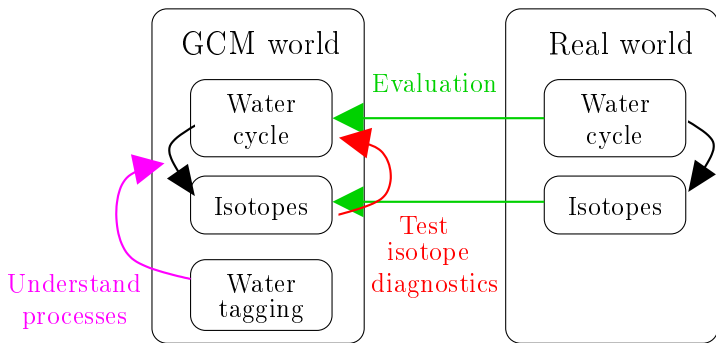 GCM world
Real world
Evaluation
Water
cycle
Water
cycle
Isotopes
Isotopes
Test
isotope
diagnostics
Understand
processes
Water
tagging